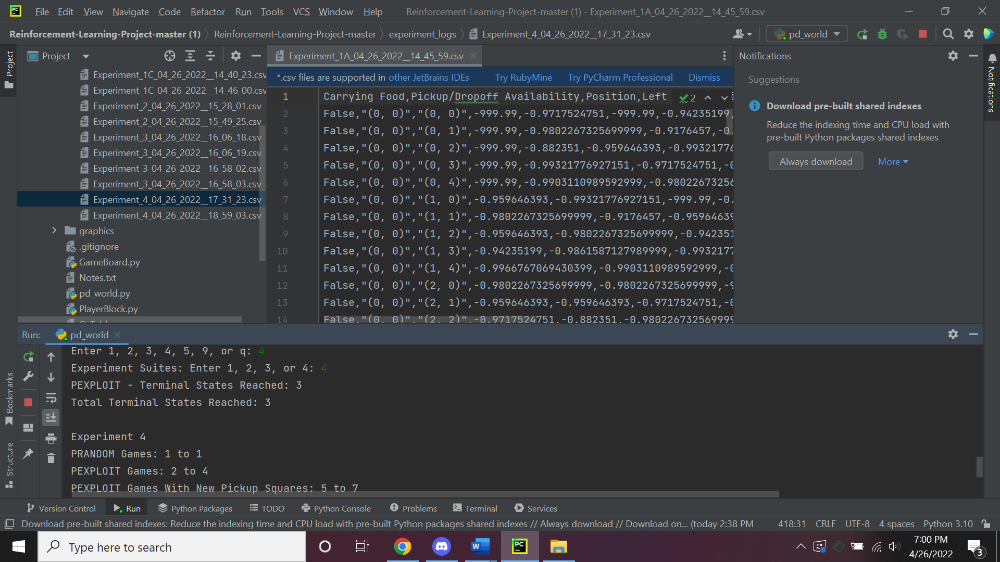 PC File Edit View Navigate Code Refactor Run Tools VCS Window Help Reinforcement-Learning-Project-master (1) - Experiment_1A_04_26_2022__14_45_59.csv
Reinforcement-Learning-Project-master (1) Reinforcement-Learning-Project-master experiment_logs Experiment_4_04_26_2022__17_31_23.csv pd_world
Project
Project
Experiment_1C_04_26_2022__14_40_23.csv
Experiment_1C_04_26_2022__14_46_00.csv
Experiment_2_04_26_2022__15_28_01.csv
Experiment_2_04_26_2022__15_49_25.csv
Experiment_3_04_26_2022__16_06_18.csv
Experiment_3_04_26_2022__16_06_19.csv
Experiment_3_04_26_2022__16_58_02.csv
Experiment_3_04_26_2022__16_58_03.csv
Experiment_4_04_26_2022__17_31_23.csv
Experiment_4_04_26_2022__18_59_03.csv
graphics
.gitignore
GameBoard.py
Notes.txt
pd_world.py
PlayerBlock.py
Experiment_1A_04_26_2022__14_45_59.csv
*.csv files are supported in other JetBrains IDEs Try RubyMine Try PyCharm Professional Dismiss
1 Carrying Food,Pickup/Dropoff Availability,Position,Left 2
2 False,"(0, 0)","(0, 0)",-999.99,-0.9717524751,-999.99,-0.94235199,
3 False,"(0, 0)","(0, 1)",-999.99,-0.9802267325699999,-0.9176457,-0.
4 False,"(0, 0)","(0, 2)",-999.99,-0.882351,-0.959646393,-0.99321776
5 False,"(0, 0)","(0, 3)",-999.99,-0.99321776927151,-0.9717524751,-0
6 False,"(0, 0)","(0, 4)",-999.99,-0.9903110989592999,-0.98022673256
7 False,"(0, 0)","(1, 0)",-0.959646393,-0.99321776927151,-999.99,-0.
8 False,"(0, 0)","(1, 1)",-0.9802267325699999,-0.9176457,-0.95964639
9 False,"(0, 0)","(1, 2)",-0.959646393,-0.9802267325699999,-0.942351
10 False,"(0, 0)","(1, 3)",-0.94235199,-0.9861587127989999,-0.9932177
11 False,"(0, 0)","(1, 4)",-0.9966767069430399,-0.9903110989592999,-0
12 False,"(0, 0)","(2, 0)",-0.9802267325699999,-0.9802267325699999,-9
13 False,"(0, 0)","(2, 1)",-0.959646393,-0.959646393,-0.9717524751,-0
14 False,"(0, 0)","(2, 2)",-0.9717524751,-0.882351,-0.980226732569999
Notifications
Suggestions
Download pre-built shared indexes
Reduce the indexing time and CPU load with
pre-built Python packages shared indexes
Always download More
Notifications
Run: pd_world
Enter 1, 2, 3, 4, 5, 9, or q: 4
Experiment Suites: Enter 1, 2, 3, or 4: 4
PEXPLOIT - Terminal States Reached: 3
Total Terminal States Reached: 3
Experiment 4
PRANDOM Games: 1 to 1
PEXPLOIT Games: 2 to 4
PEXPLOIT Games With New Pickup Squares: 5 to 7
Bookmarks
Structure
Version Control Run Python Packages TODO Python Console Problems Terminal Services
Download pre-built shared indexes: Reduce the indexing time and CPU load with pre-built Python packages shared indexes // Always download // Download on... (today 2:38 PM 418:31 CRLF UTF-8 4 spaces Python 3.10
Type here to search
W
PC
7:00 PM
4/26/2022
3